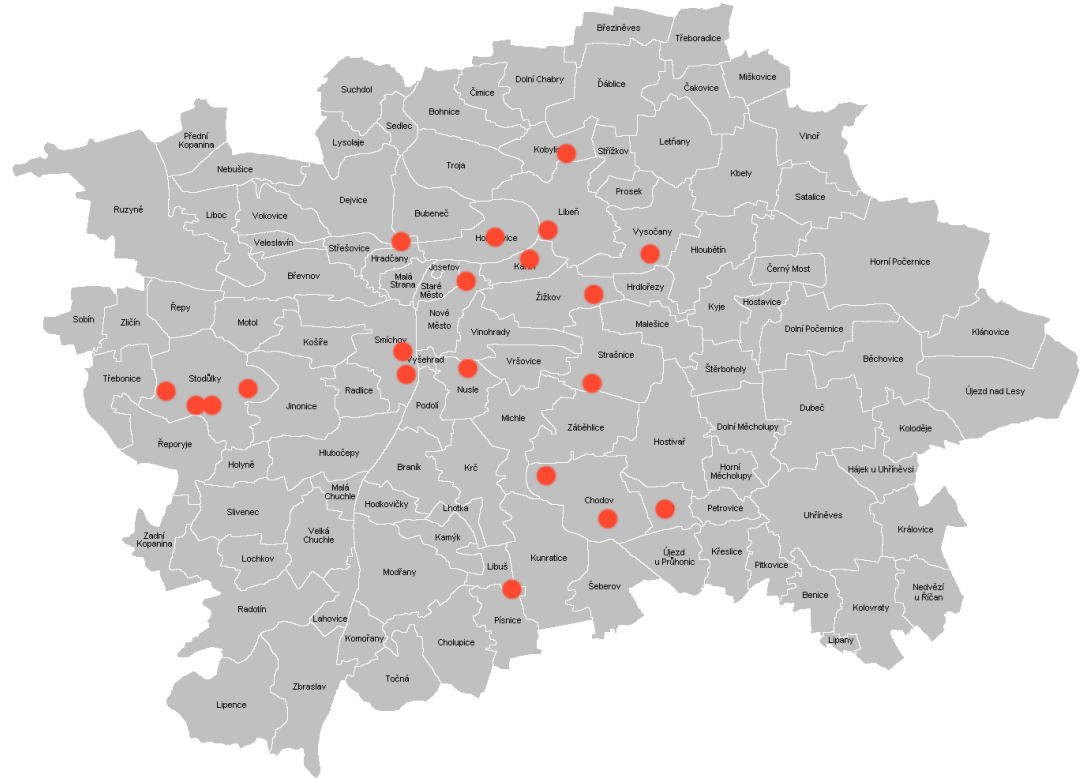 Březiněves
Třeboradice
Dolní Chabry
Ďáblice
Miškovice
Suchdol
Čimice
Čakovice
Bohnice
Sedlec
Vinoř
Přední
Kopanina
Lysolaje
Kobylisy
Střížkov
Letňany
Nebušice
Troja
Kbely
Prosek
Satalice
Dejvice
Ruzyně
Liboc
Vokovice
Bubeneč
Libeň
Vysočany
Veleslavín
Střešovice
Holešovice
Hloubětín
Hradčany
Horní Počernice
Břevnov
Josefov
Karlín
Černý Most
Malá
Strana
Staré
Město
Hrdlořezy
Žižkov
Hostavice
Řepy
Kyje
Sobín
Zličín
Motol
Nové
Město
Malešice
Dolní Počernice
Klánovice
Vinohrady
Košíře
Smíchov
Strašnice
Běchovice
Vyšehrad
Vršovice
Štěrboholy
Třebonice
Stodůlky
Radlice
Nusle
Újezd nad Lesy
Jinonice
Podolí
Michle
Dubeč
Záběhlice
Dolní Měcholupy
Koloděje
Řeporyje
Hostivař
Hlubočepy
Holyně
Braník
Krč
Horní
Měcholupy
Hájek u Uhříněvsi
Malá
Chuchle
Hodkovičky
Lhotka
Chodov
Petrovice
Slivenec
Uhříněves
Královice
Velká
Chuchle
Kamýk
Zadní
Kopanina
Lochkov
Kunratice
Újezd
u Průhonic
Křeslice
Pitkovice
Modřany
Libuš
Šeberov
Nedvězí
u Říčan
Benice
Kolovraty
Radotín
Lahovice
Písnice
Komořany
Cholupice
Lipany
Točná
Zbraslav
Lipence